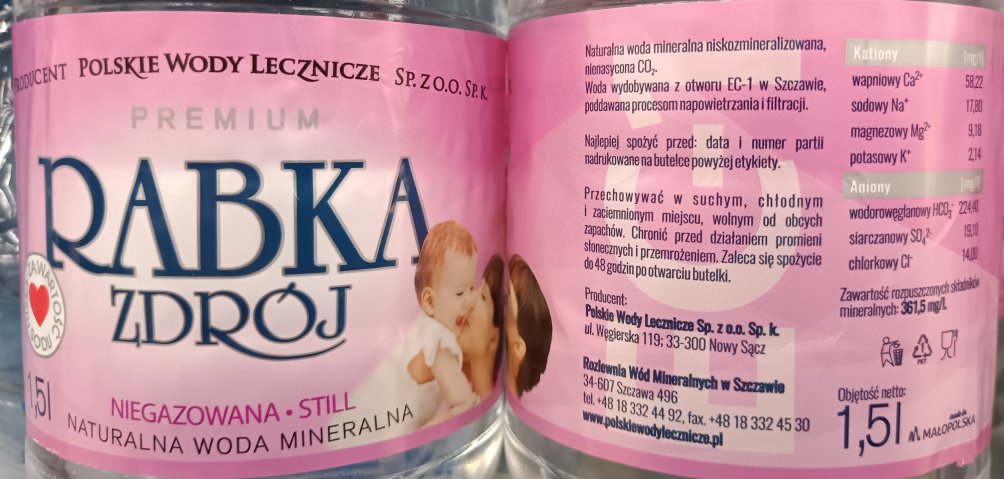 PRODUCENT POLSKIE WODY LECZNICZE SP. Z O.O. SP. K.
PREMIUM
RABKA
ZDRÓJ
ZAWARTOŚĆ
SODU
1,5l
NIEGAZOWANA • STILL
NATURALNA WODA MINERALNA
Naturalna woda mineralna niskozmineralizowana,
nienasycona CO₂.
Woda wydobywana z otworu EC-1 w Szczawie,
poddawana procesom napowietrzania i filtracji.
Najlepiej spożyć przed: data i numer partii
nadrukowane na butelce powyżej etykiety.
Przechowywać w suchym, chłodnym
i zaciemnionym miejscu, wolnym od obcych
zapachów. Chronić przed działaniem promieni
słonecznych i przemrożeniem. Zaleca się spożycie
do 48 godzin po otwarciu butelki.
Producent:
Polskie Wody Lecznicze Sp. z o.o. Sp. k.
ul. Węgierska 119; 33-300 Nowy Sącz
Rozlewnia Wód Mineralnych w Szczawie
34-607 Szczawa 496
tel. +48 18 332 44 92, fax. +48 18 332 45 30
www.polskiewodylecznicze.pl
Kationy (mg/l)
wapniowy Ca²⁺ 58,22
sodowy Na⁺ 17,80
magnezowy Mg²⁺ 9,18
potasowy K⁺ 2,14
Aniony (mg/l)
wodorowęglanowy HCO₃⁻ 224,40
siarczanowy SO₄²⁻ 19,10
chlorkowy Cl⁻ 14,00
Zawartość rozpuszczonych składników
mineralnych: 361,5 mg/L
PET
Objętość netto:
1,5l
made in
MAŁOPOLSKA